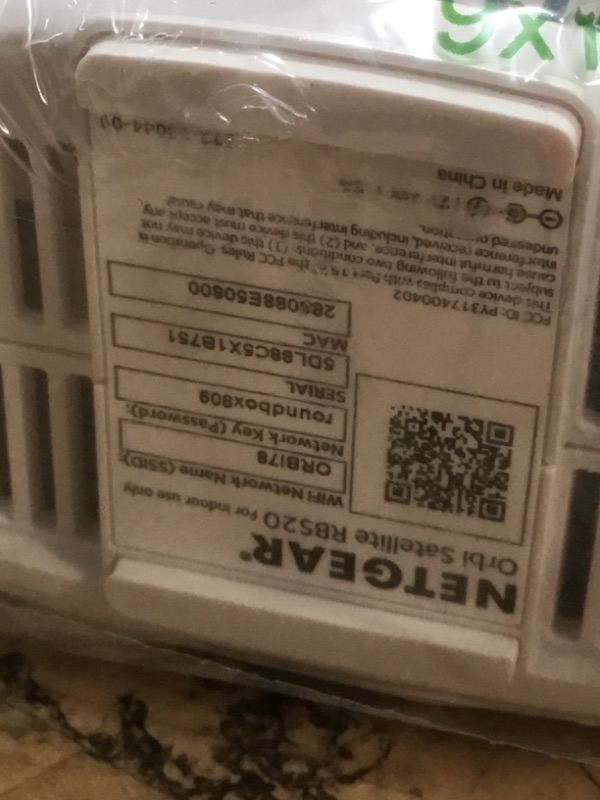 NETGEAR®
Orbi Satellite RBS20 For indoor use only
WiFi Network Name (SSID):
ORBI78
Network Key (Password):
roundbox809
SERIAL
5DL88C5X1B751
MAC
288088E50600
FCC ID: PY317400402
This device complies with Part 15 of the FCC Rules. Operation is
subject to the following two conditions: (1) this device may not
cause harmful interference, and (2) this device must accept any
interference received, including interference that may cause
undesired
Made in China